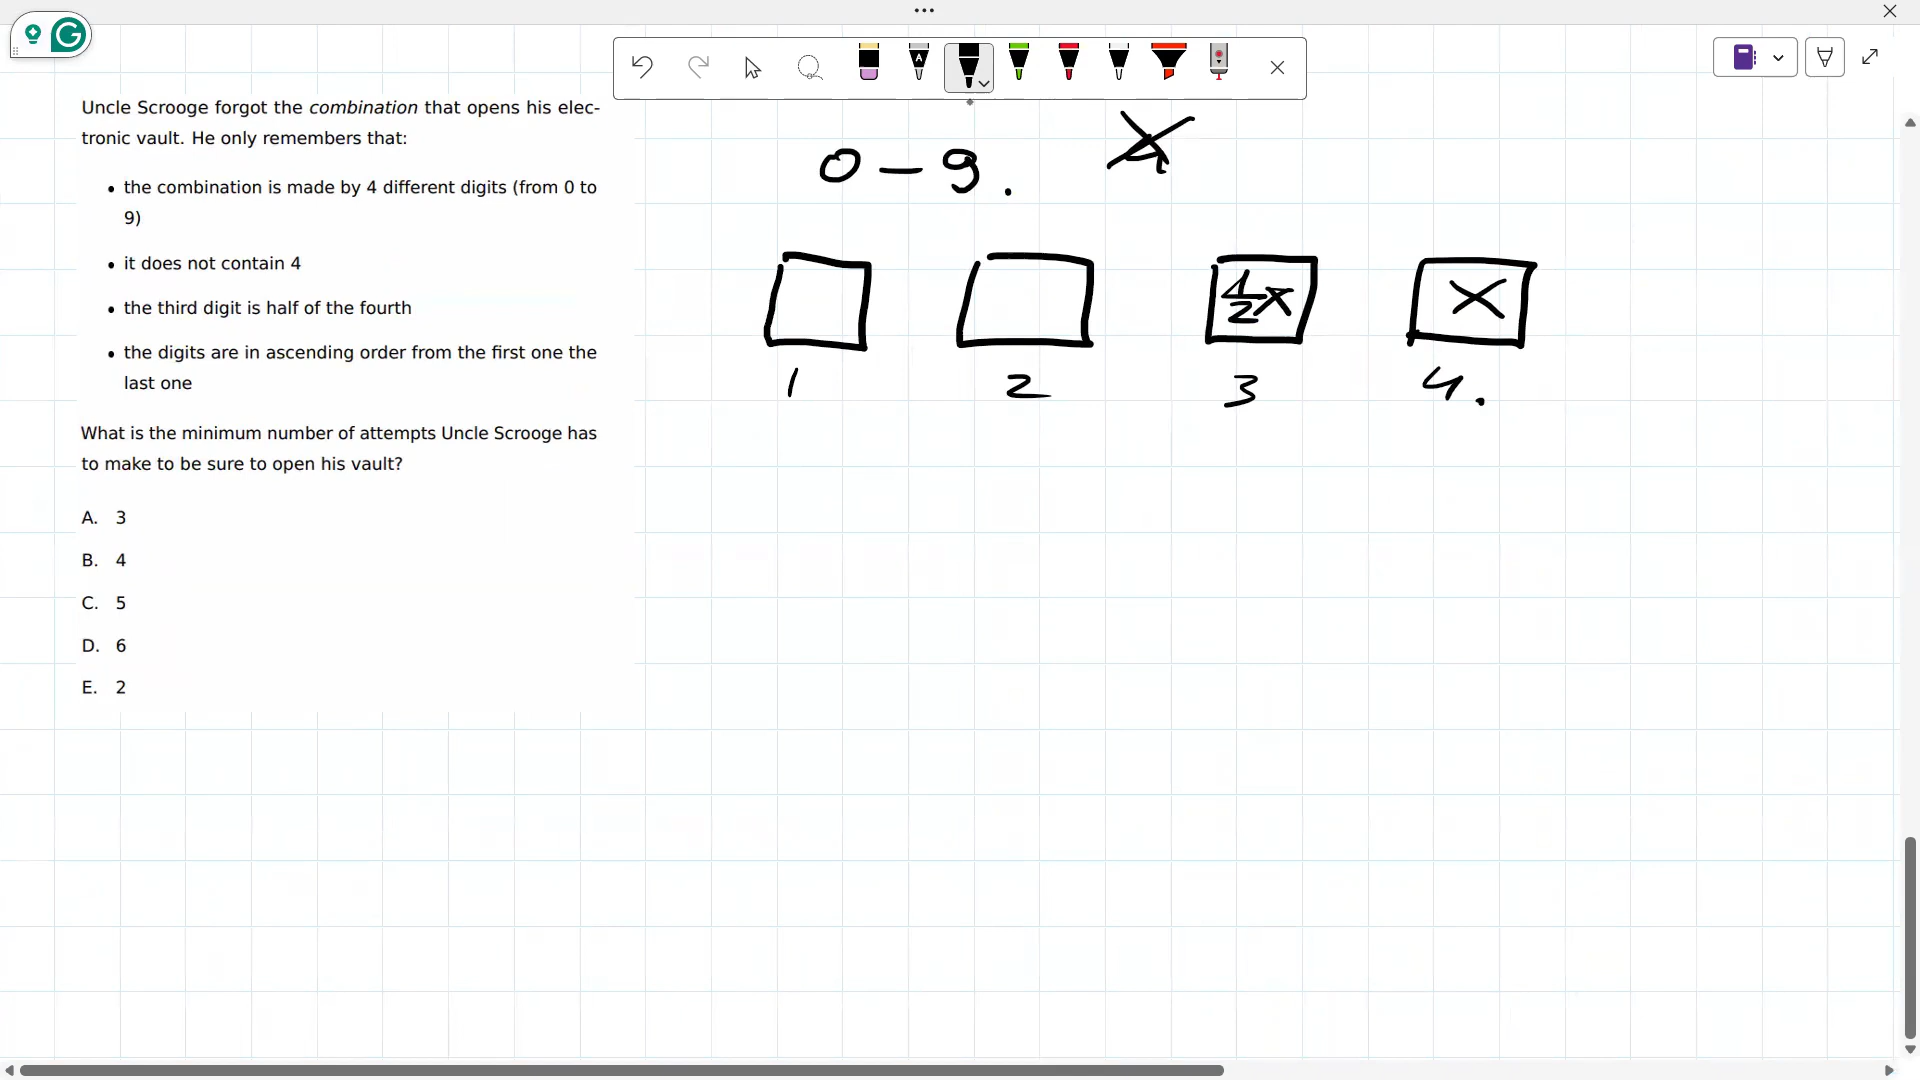 Uncle Scrooge forgot the combination that opens his elec-
tronic vault. He only remembers that:
• the combination is made by 4 different digits (from 0 to
9)
• it does not contain 4
• the third digit is half of the fourth
• the digits are in ascending order from the first one the
last one
What is the minimum number of attempts Uncle Scrooge has
to make to be sure to open his vault?
A. 3
B. 4
C. 5
D. 6
E. 2
0 – 9.
1/2 x
x
1 2 3 4.